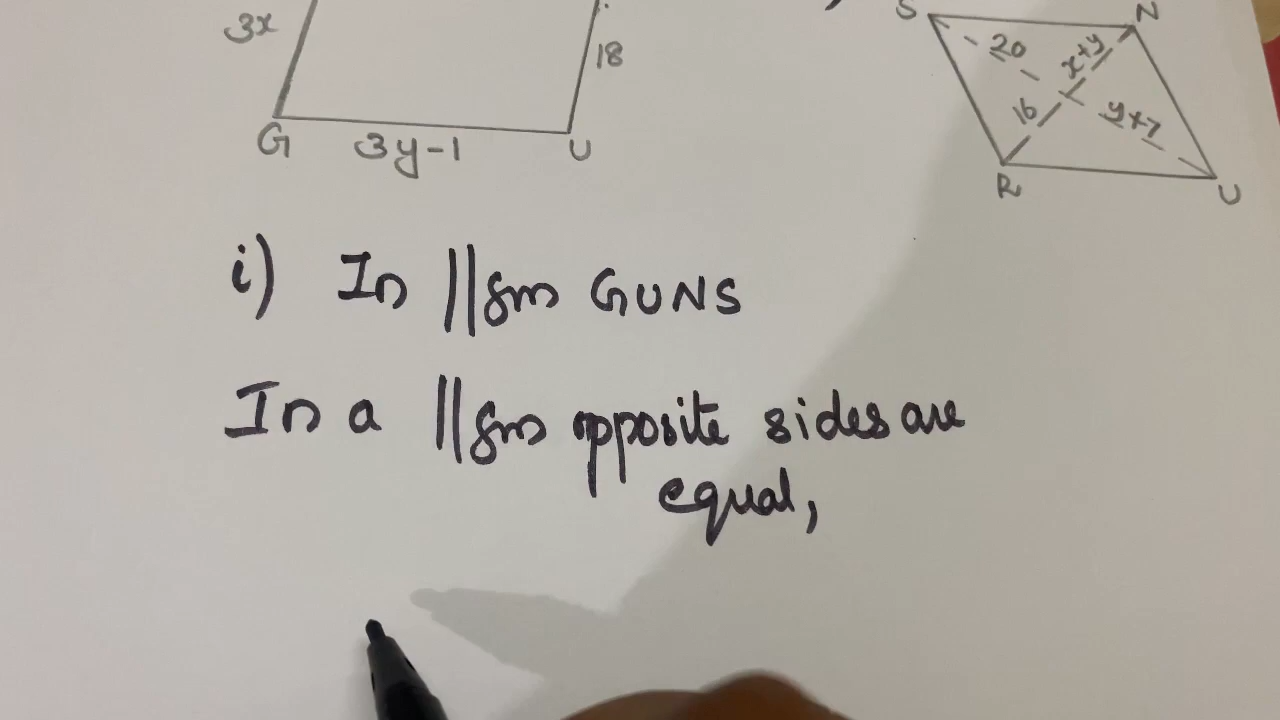 3x
18
G
3y-1
U
S
N
20
x+y
16
y+7
R
U
i) In ||gm GUNS
In a ||gm opposite sides are
equal,